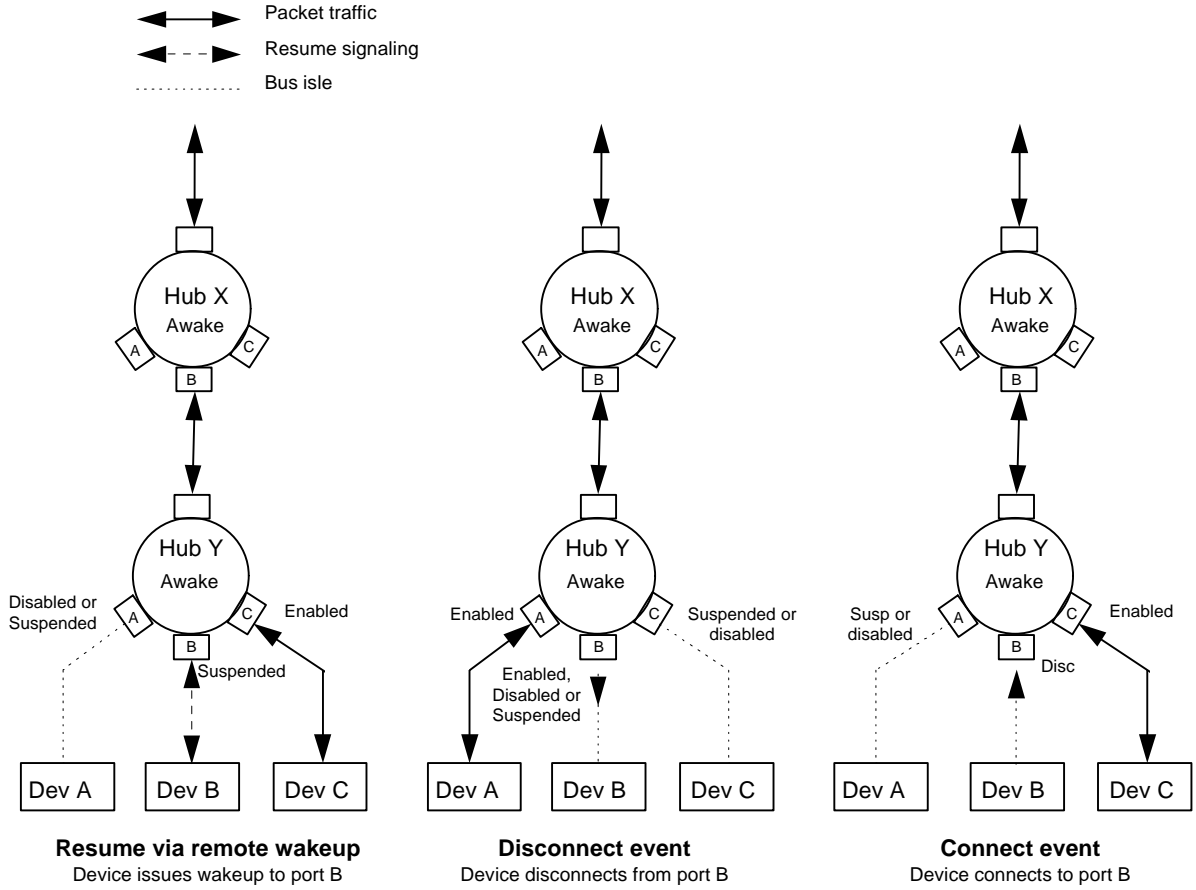 Packet traffic
Resume signaling
Bus isle
Hub X
Awake
A
C
B
Hub Y
Awake
Disabled or
Suspended
A
C
Enabled
B
Suspended
Dev A
Dev B
Dev C
Resume via remote wakeup
Device issues wakeup to port B
Hub X
Awake
A
C
B
Hub Y
Awake
Enabled
A
C
Suspended or
disabled
B
Enabled,
Disabled or
Suspended
Dev A
Dev B
Dev C
Disconnect event
Device disconnects from port B
Hub X
Awake
A
C
B
Hub Y
Awake
Susp or
disabled
A
C
Enabled
B
Disc
Dev A
Dev B
Dev C
Connect event
Device connects to port B